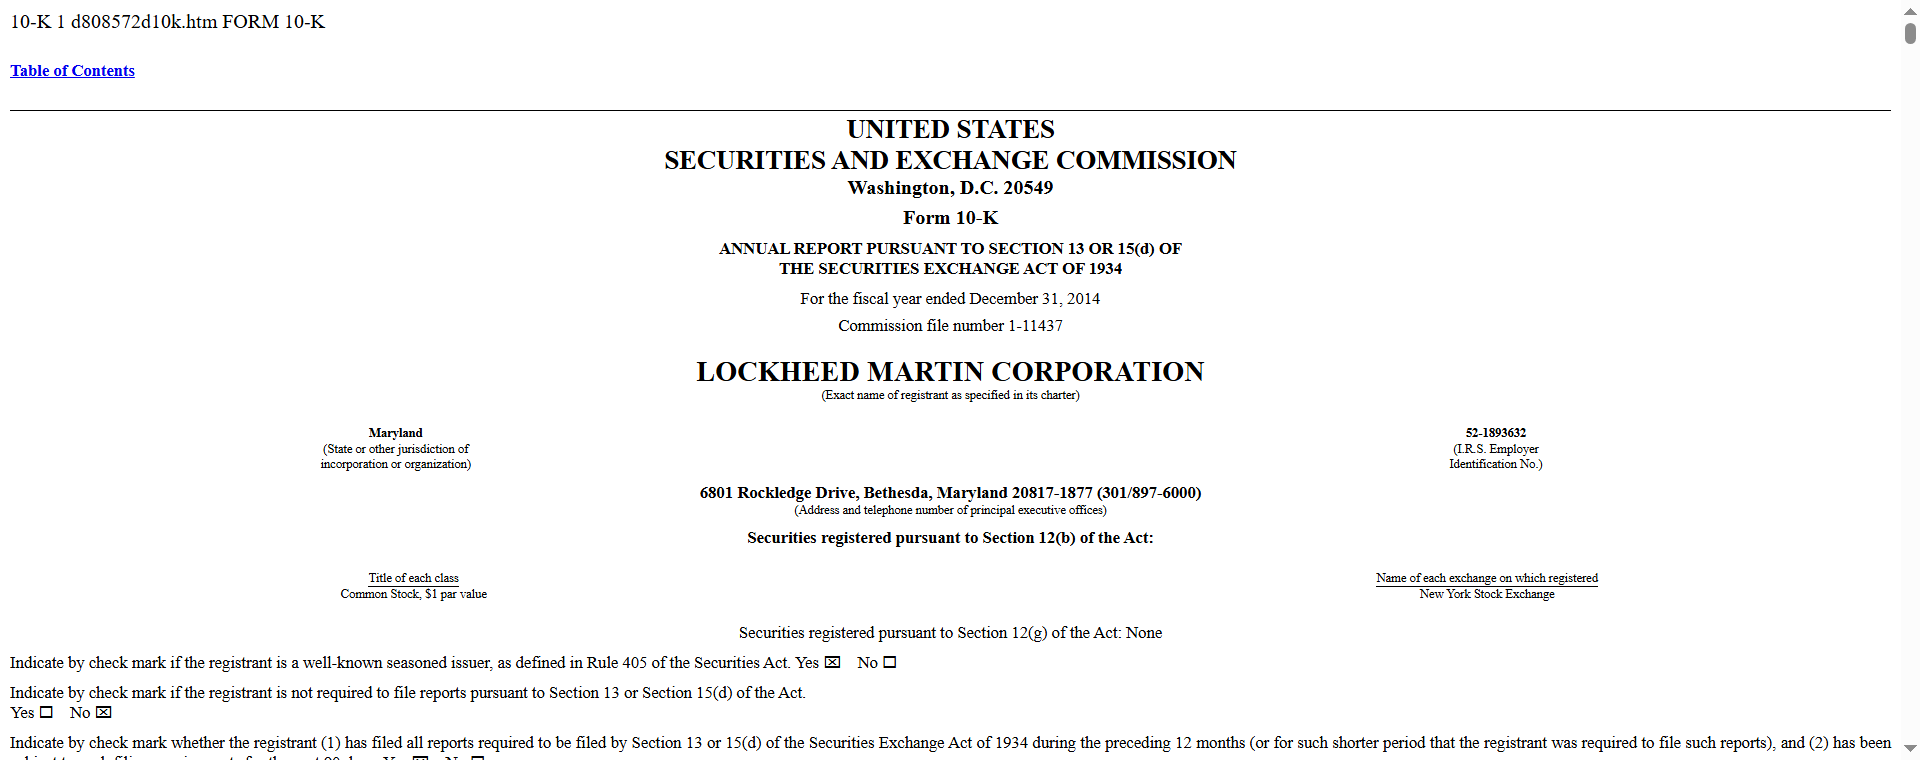 10-K 1 d808572d10k.htm FORM 10-K
Table of Contents
UNITED STATES
SECURITIES AND EXCHANGE COMMISSION
Washington, D.C. 20549
Form 10-K
ANNUAL REPORT PURSUANT TO SECTION 13 OR 15(d) OF
THE SECURITIES EXCHANGE ACT OF 1934
For the fiscal year ended December 31, 2014
Commission file number 1-11437
LOCKHEED MARTIN CORPORATION
(Exact name of registrant as specified in its charter)
Maryland
(State or other jurisdiction of
incorporation or organization)
52-1893632
(I.R.S. Employer
Identification No.)
6801 Rockledge Drive, Bethesda, Maryland 20817-1877 (301/897-6000)
(Address and telephone number of principal executive offices)
Securities registered pursuant to Section 12(b) of the Act:
Title of each class
Common Stock, $1 par value
Name of each exchange on which registered
New York Stock Exchange
Securities registered pursuant to Section 12(g) of the Act: None
Indicate by check mark if the registrant is a well-known seasoned issuer, as defined in Rule 405 of the Securities Act. Yes ☒ No ☐
Indicate by check mark if the registrant is not required to file reports pursuant to Section 13 or Section 15(d) of the Act.
Yes ☐ No ☒
Indicate by check mark whether the registrant (1) has filed all reports required to be filed by Section 13 or 15(d) of the Securities Exchange Act of 1934 during the preceding 12 months (or for such shorter period that the registrant was required to file such reports), and (2) has been